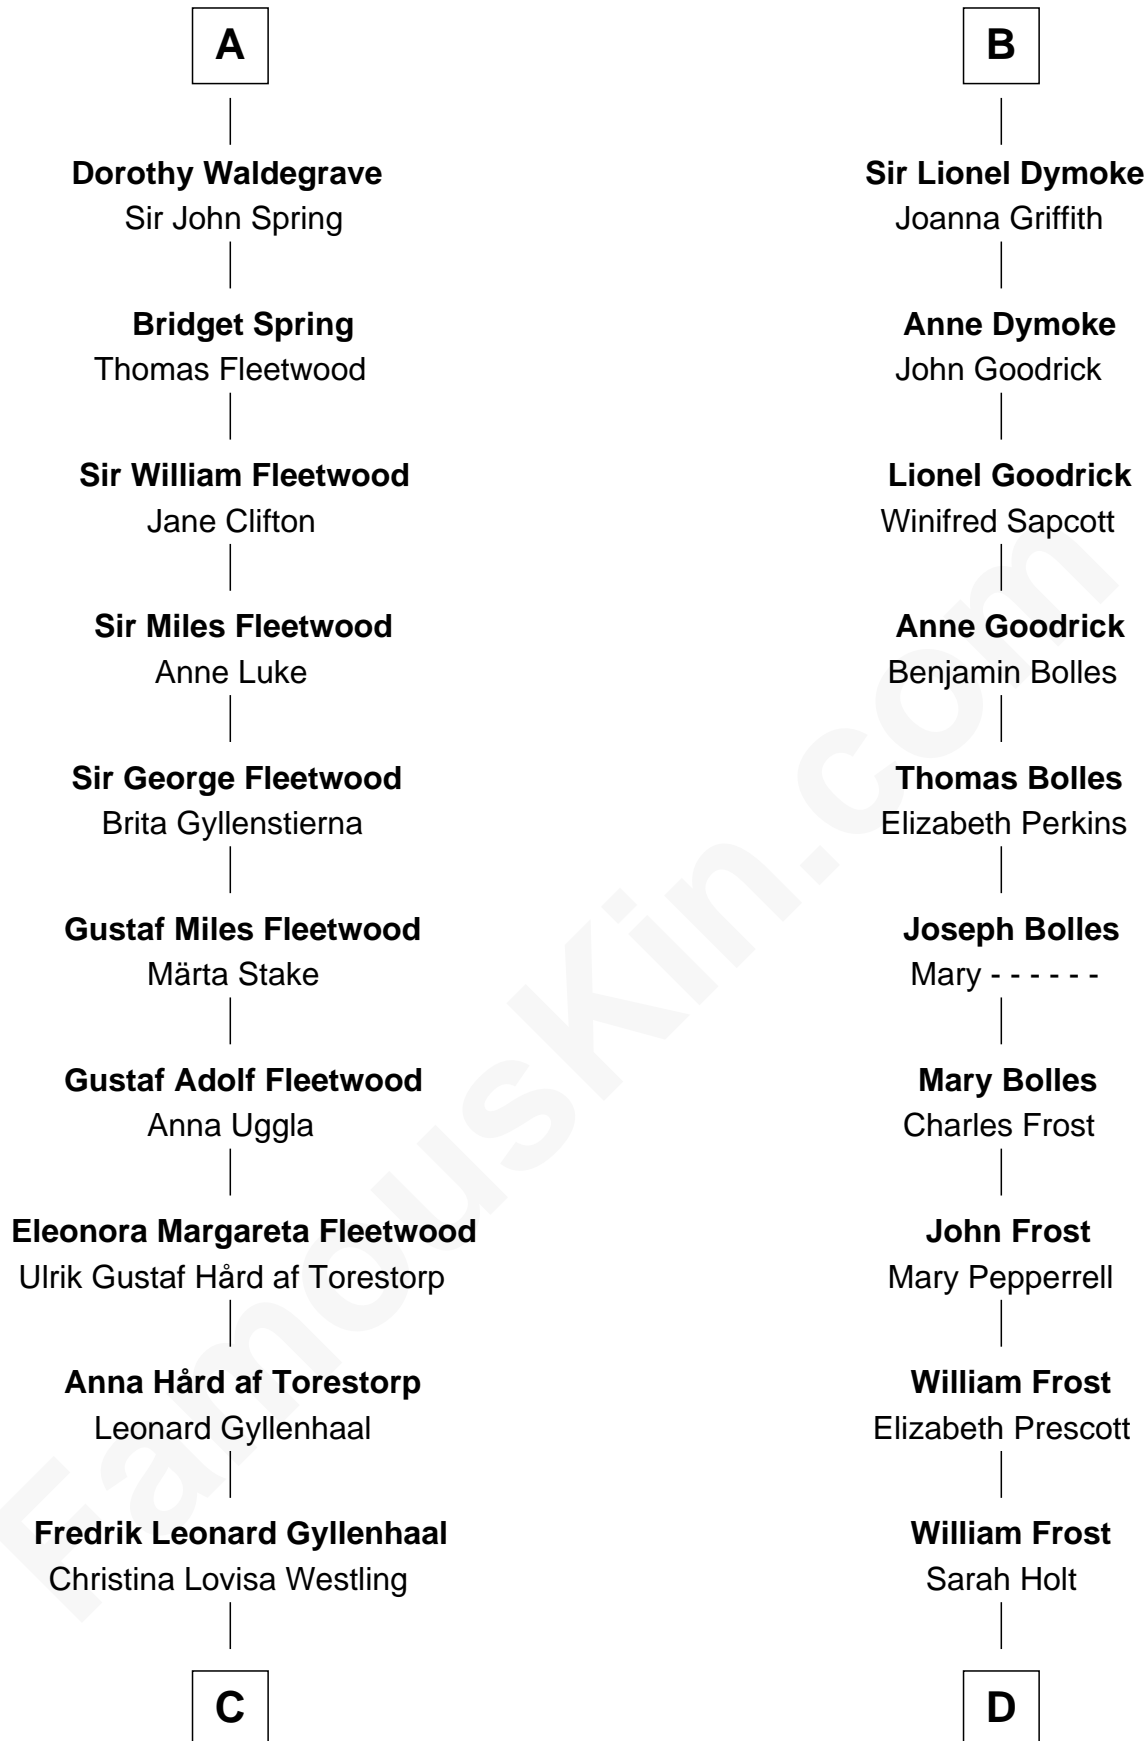 A
Dorothy Waldegrave
Sir John Spring
Bridget Spring
Thomas Fleetwood
Sir William Fleetwood
Jane Clifton
Sir Miles Fleetwood
Anne Luke
Sir George Fleetwood
Brita Gyllenstierna
Gustaf Miles Fleetwood
Märta Stake
Gustaf Adolf Fleetwood
Anna Uggla
Eleonora Margareta Fleetwood
Ulrik Gustaf Hård af Torestorp
Anna Hård af Torestorp
Leonard Gyllenhaal
Fredrik Leonard Gyllenhaal
Christina Lovisa Westling
C
B
Sir Lionel Dymoke
Joanna Griffith
Anne Dymoke
John Goodrick
Lionel Goodrick
Winifred Sapcott
Anne Goodrick
Benjamin Bolles
Thomas Bolles
Elizabeth Perkins
Joseph Bolles
Mary - - - - - -
Mary Bolles
Charles Frost
John Frost
Mary Pepperrell
William Frost
Elizabeth Prescott
William Frost
Sarah Holt
D
FamousKin.com